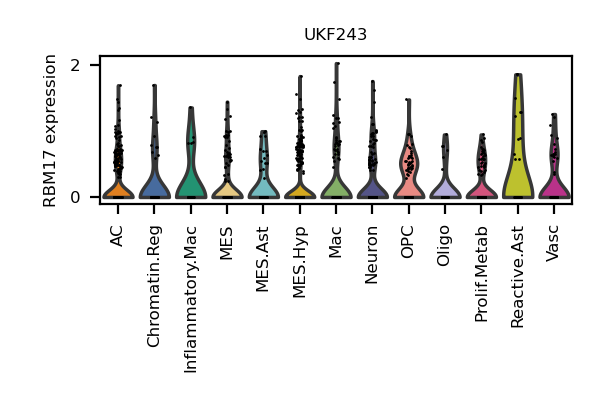 UKF243
RBM17 expression
2
0
AC
Chromatin.Reg
Inflammatory.Mac
MES
MES.Ast
MES.Hyp
Mac
Neuron
OPC
Oligo
Prolif.Metab
Reactive.Ast
Vasc